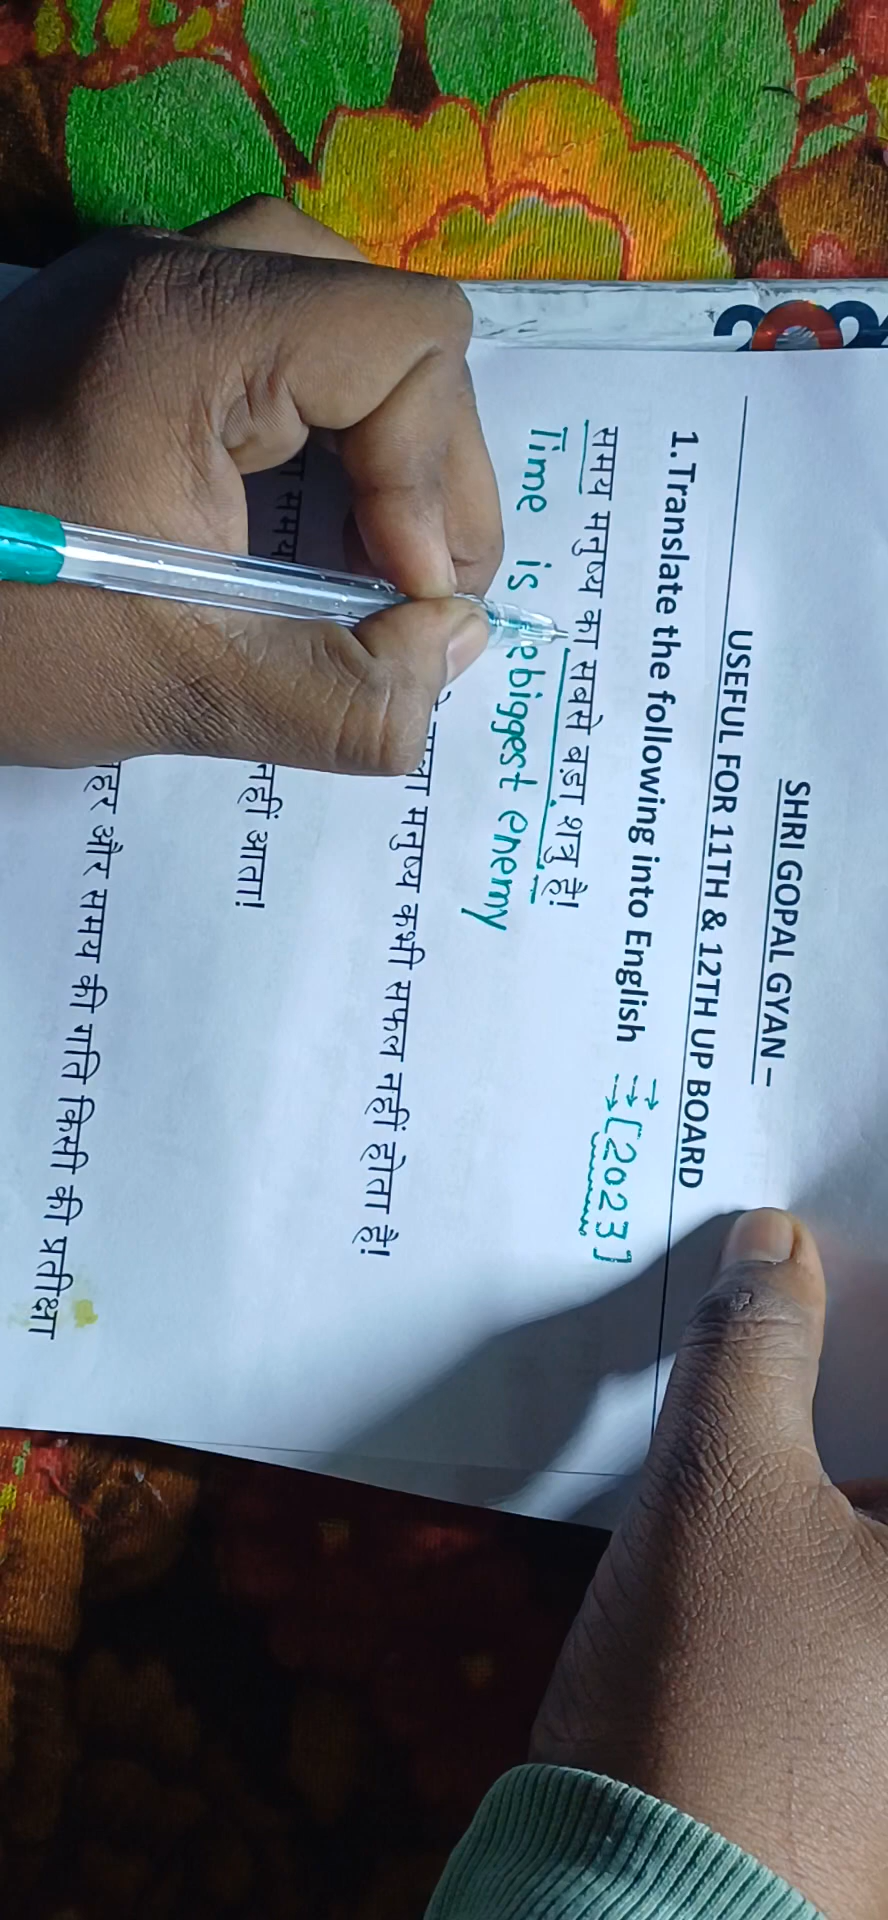 SHRI GOPAL GYAN –
USEFUL FOR 11TH & 12TH UP BOARD
1. Translate the following into English → [2023]
समय मनुष्य का सबसे बड़ा शत्रु है!
Time is biggest enemy
मनुष्य कभी सफल नहीं होता है!
समय
नहीं आता!
और समय की गति किसी की प्रतीक्षा